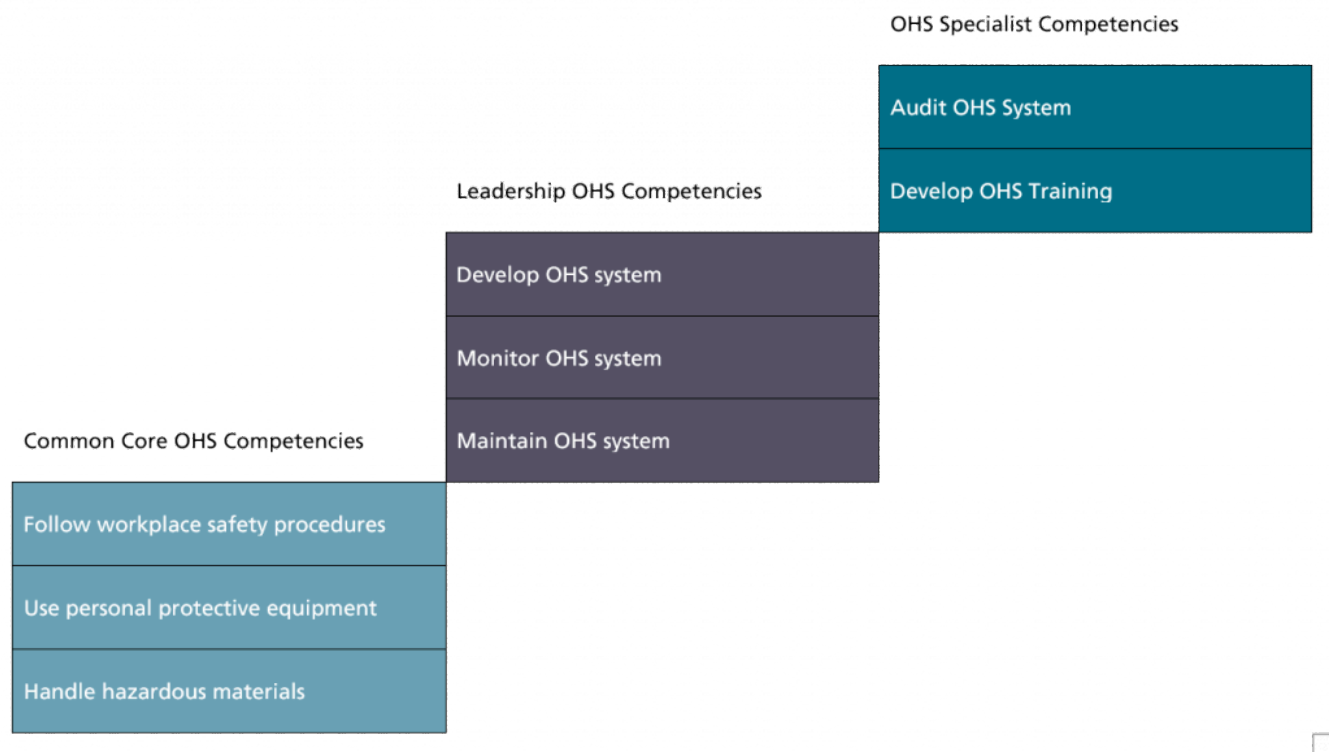 OHS Specialist Competencies
Audit OHS System
Develop OHS Training
Leadership OHS Competencies
Develop OHS system
Monitor OHS system
Maintain OHS system
Common Core OHS Competencies
Follow workplace safety procedures
Use personal protective equipment
Handle hazardous materials